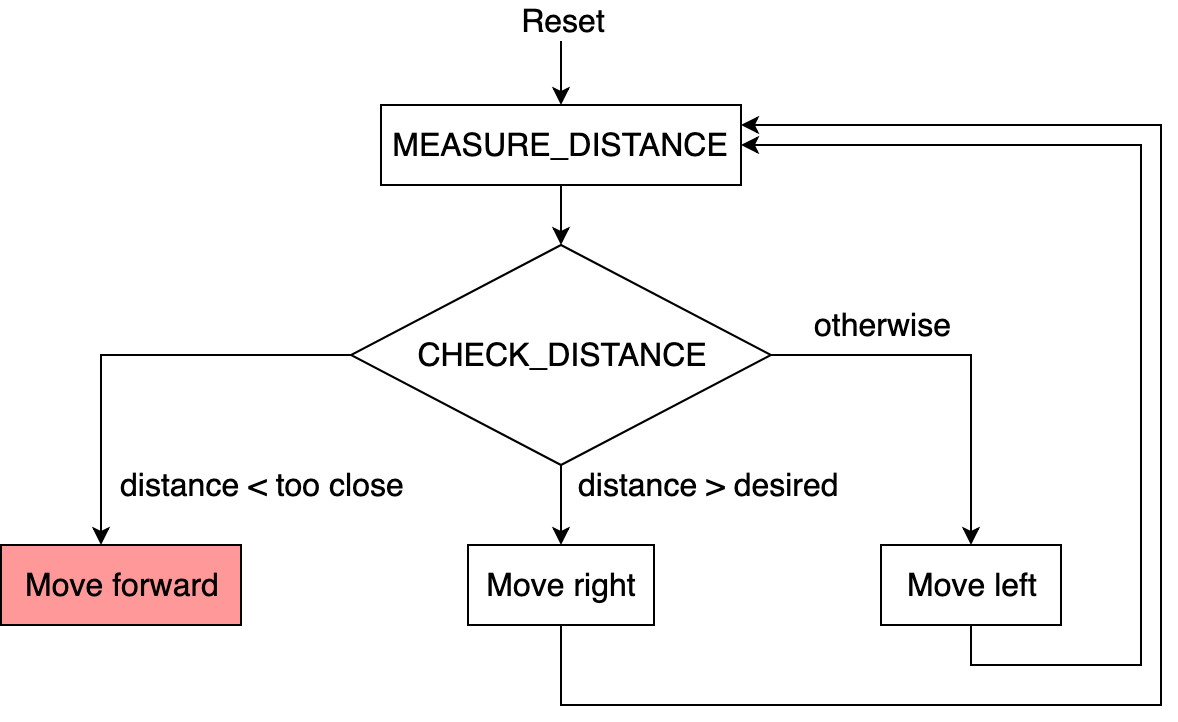 Reset
MEASURE_DISTANCE
otherwise
CHECK_DISTANCE
distance < too close
distance > desired
Move forward
Move right
Move left